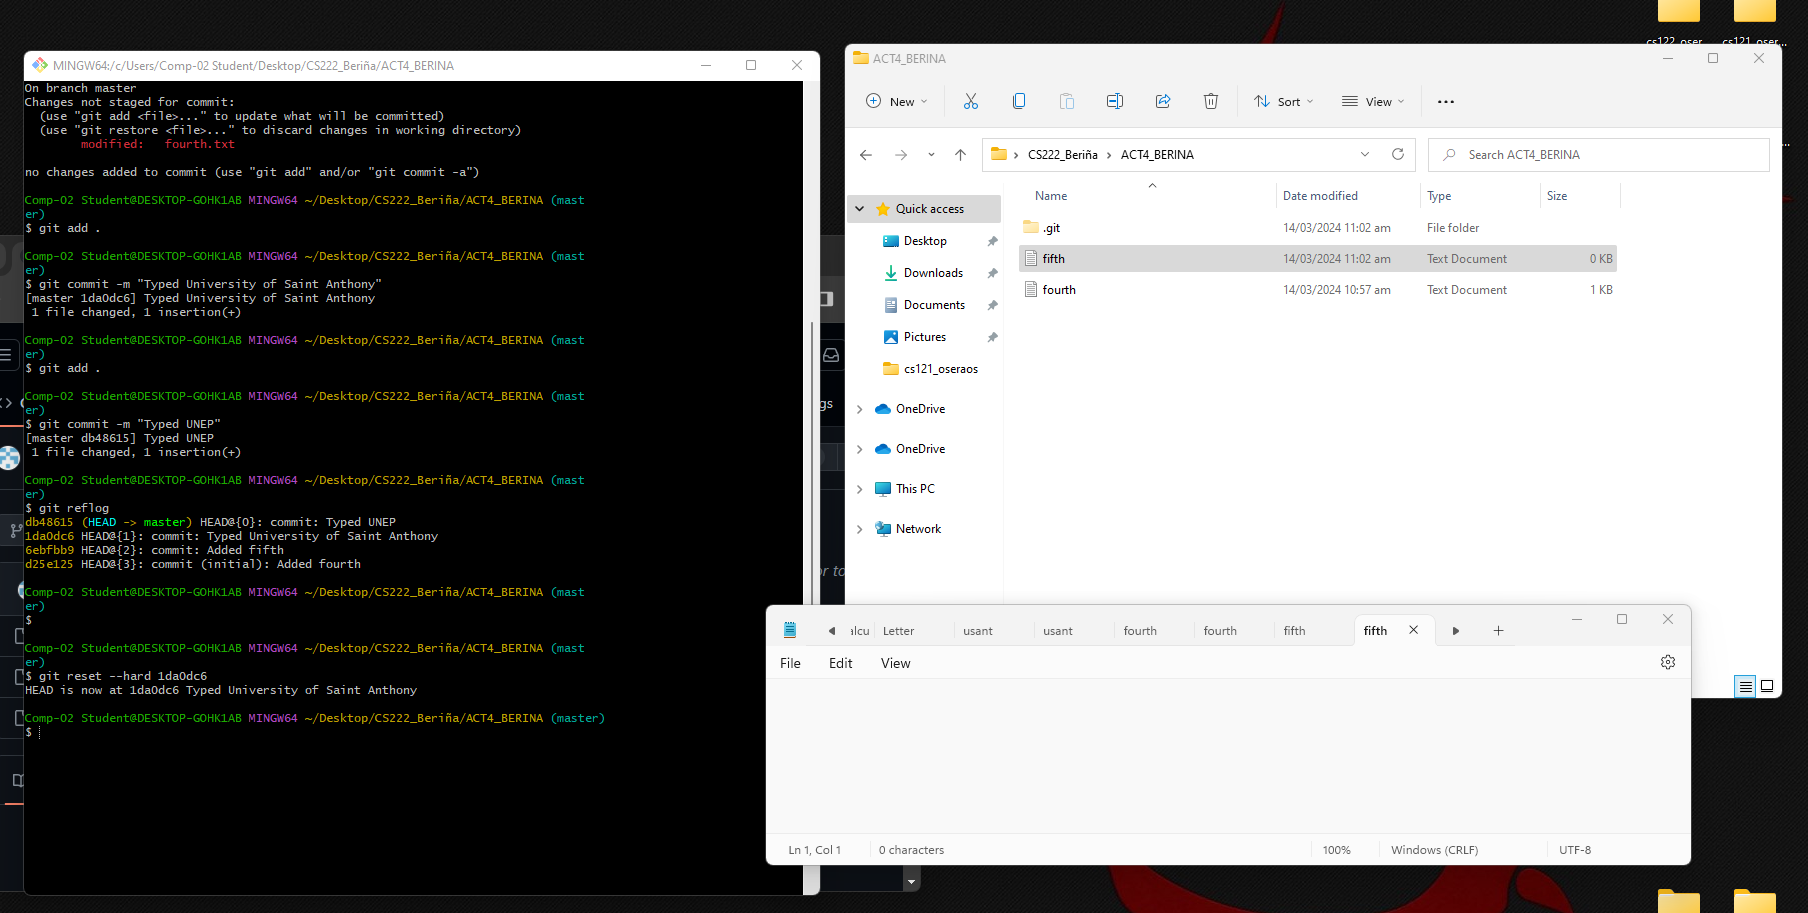 cs122_oser... cs121_oser...
MINGW64:/c/Users/Comp-02 Student/Desktop/CS222_Beriña/ACT4_BERINA
On branch master
Changes not staged for commit:
(use "git add <file>..." to update what will be committed)
(use "git restore <file>..." to discard changes in working directory)
modified: fourth.txt
no changes added to commit (use "git add" and/or "git commit -a")
Comp-02 Student@DESKTOP-GOHK1AB MINGW64 ~/Desktop/CS222_Beriña/ACT4_BERINA (mast
er)
$ git add .
Comp-02 Student@DESKTOP-GOHK1AB MINGW64 ~/Desktop/CS222_Beriña/ACT4_BERINA (mast
er)
$ git commit -m "Typed University of Saint Anthony"
[master 1da0dc6] Typed University of Saint Anthony
1 file changed, 1 insertion(+)
Comp-02 Student@DESKTOP-GOHK1AB MINGW64 ~/Desktop/CS222_Beriña/ACT4_BERINA (mast
er)
$ git add .
Comp-02 Student@DESKTOP-GOHK1AB MINGW64 ~/Desktop/CS222_Beriña/ACT4_BERINA (mast
er)
$ git commit -m "Typed UNEP"
[master db48615] Typed UNEP
1 file changed, 1 insertion(+)
Comp-02 Student@DESKTOP-GOHK1AB MINGW64 ~/Desktop/CS222_Beriña/ACT4_BERINA (mast
er)
$ git reflog
db48615 (HEAD -> master) HEAD@{0}: commit: Typed UNEP
1da0dc6 HEAD@{1}: commit: Typed University of Saint Anthony
6ebfbb9 HEAD@{2}: commit: Added fifth
d25e125 HEAD@{3}: commit (initial): Added fourth
Comp-02 Student@DESKTOP-GOHK1AB MINGW64 ~/Desktop/CS222_Beriña/ACT4_BERINA (mast
er)
$
Comp-02 Student@DESKTOP-GOHK1AB MINGW64 ~/Desktop/CS222_Beriña/ACT4_BERINA (mast
er)
$ git reset --hard 1da0dc6
HEAD is now at 1da0dc6 Typed University of Saint Anthony
Comp-02 Student@DESKTOP-GOHK1AB MINGW64 ~/Desktop/CS222_Beriña/ACT4_BERINA (master)
$
ACT4_BERINA
New Sort View ...
CS222_Beriña > ACT4_BERINA Search ACT4_BERINA
Name Date modified Type Size
.git 14/03/2024 11:02 am File folder
fifth 14/03/2024 11:02 am Text Document 0 KB
fourth 14/03/2024 10:57 am Text Document 1 KB
Quick access
Desktop
Downloads
Documents
Pictures
cs121_oseraos
OneDrive
OneDrive
This PC
Network
alcu Letter usant usant fourth fourth fifth fifth
File Edit View
Ln 1, Col 1 0 characters 100% Windows (CRLF) UTF-8